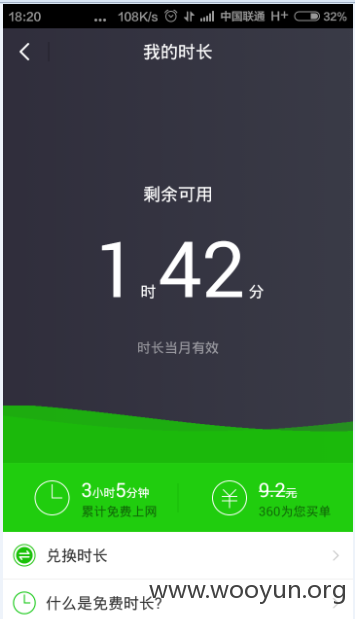 18:20 ... 108K/s 中国联通 H+ 32%
我的时长
剩余可用
1时42分
时长当月有效
3小时5分钟 9.2元
累计免费上网 360为您买单
兑换时长
什么是免费时长?
www.wooyun.org